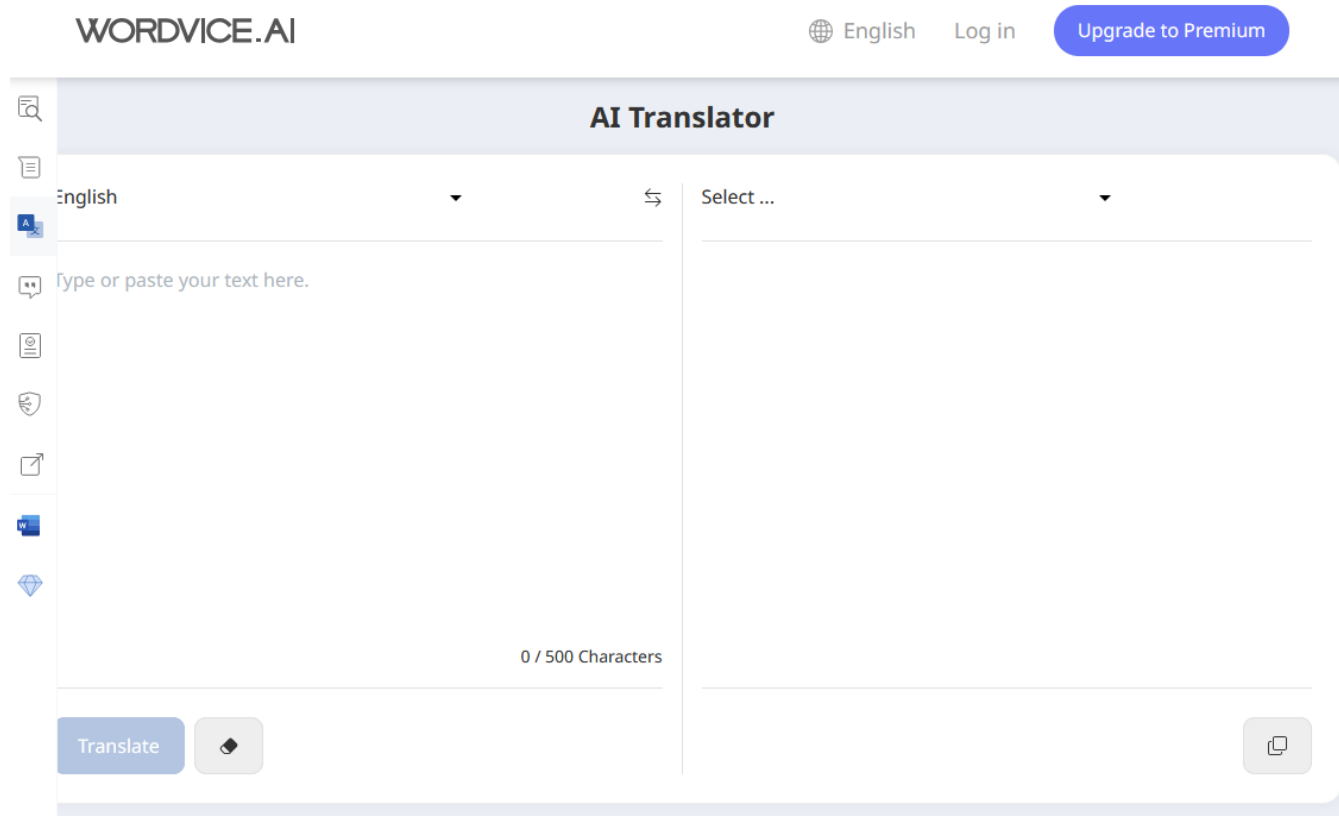 WORDVICE.AI
English Log in Upgrade to Premium
AI Translator
English Select ...
Type or paste your text here.
0 / 500 Characters
Translate